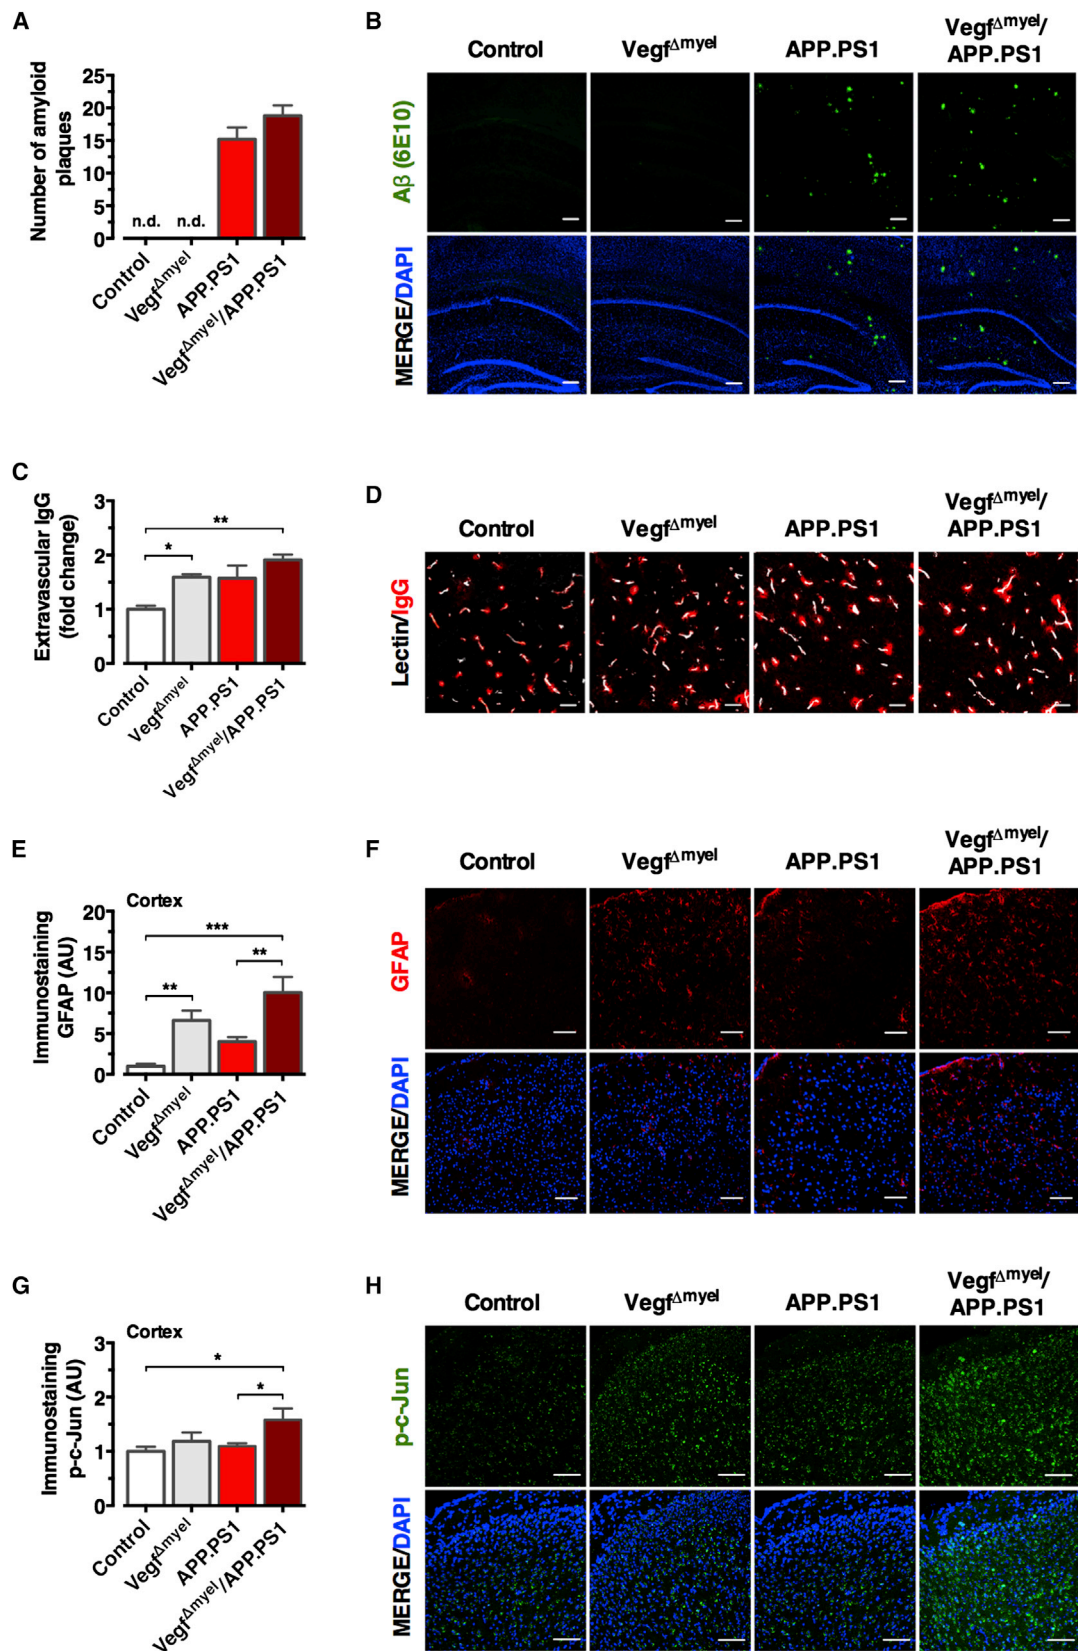 A
Number of amyloid
plaques
25
20
15
10
5
0
n.d.
n.d.
Control
VegfΔmyel
APP.PS1
VegfΔmyel/APP.PS1
B
Control
VegfΔmyel
APP.PS1
VegfΔmyel/
APP.PS1
Aβ (6E10)
MERGE/DAPI
C
Extravascular IgG
(fold change)
3
2
1
0
**
*
Control
VegfΔmyel
APP.PS1
VegfΔmyel/APP.PS1
D
Control
VegfΔmyel
APP.PS1
VegfΔmyel/
APP.PS1
Lectin/IgG
E
Cortex
Immunostaining
GFAP (AU)
20
15
10
5
0
***
**
**
Control
VegfΔmyel
APP.PS1
VegfΔmyel/APP.PS1
F
Control
VegfΔmyel
APP.PS1
VegfΔmyel/
APP.PS1
GFAP
MERGE/DAPI
G
Cortex
Immunostaining
p-c-Jun (AU)
3
2
1
0
*
*
Control
VegfΔmyel
APP.PS1
VegfΔmyel/APP.PS1
H
Control
VegfΔmyel
APP.PS1
VegfΔmyel/
APP.PS1
p-c-Jun
MERGE/DAPI